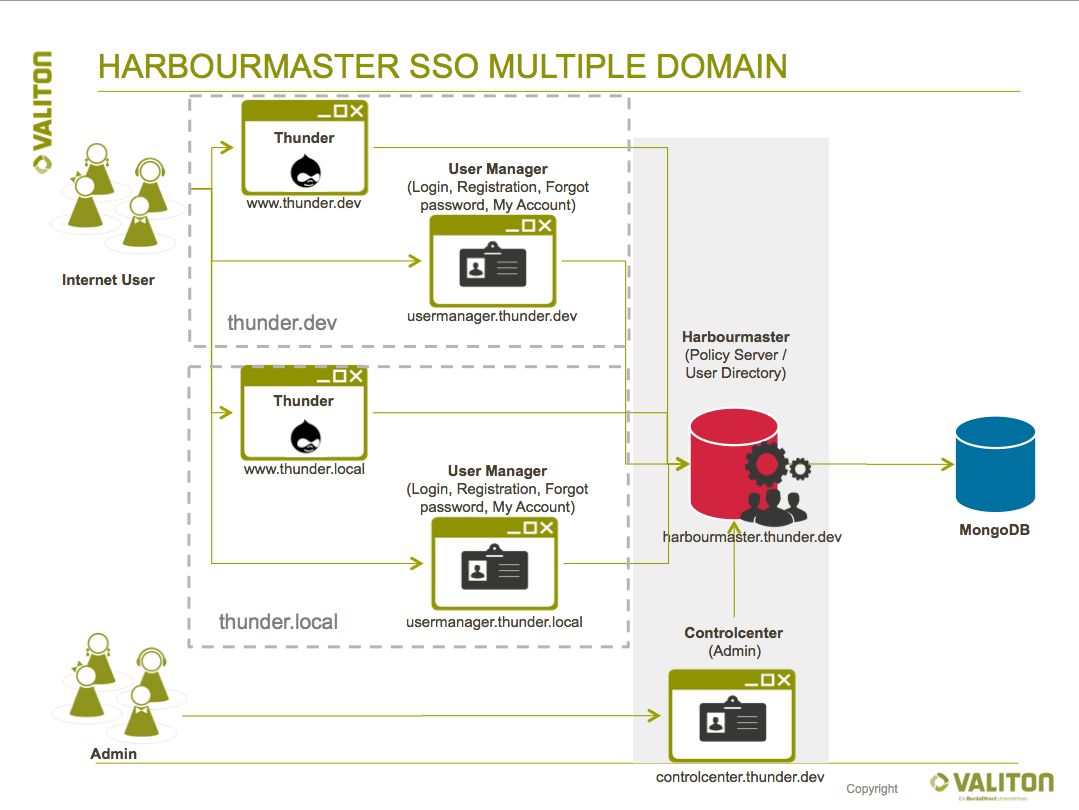 HARBOURMASTER SSO MULTIPLE DOMAIN
VALITON
Thunder
www.thunder.dev
User Manager
(Login, Registration, Forgot
password, My Account)
usermanager.thunder.dev
Internet User
thunder.dev
Thunder
www.thunder.local
User Manager
(Login, Registration, Forgot
password, My Account)
usermanager.thunder.local
thunder.local
Harbourmaster
(Policy Server /
User Directory)
harbourmaster.thunder.dev
MongoDB
Controlcenter
(Admin)
controlcenter.thunder.dev
Admin
Copyright
VALITON
Ein BurdaDirect Unternehmen